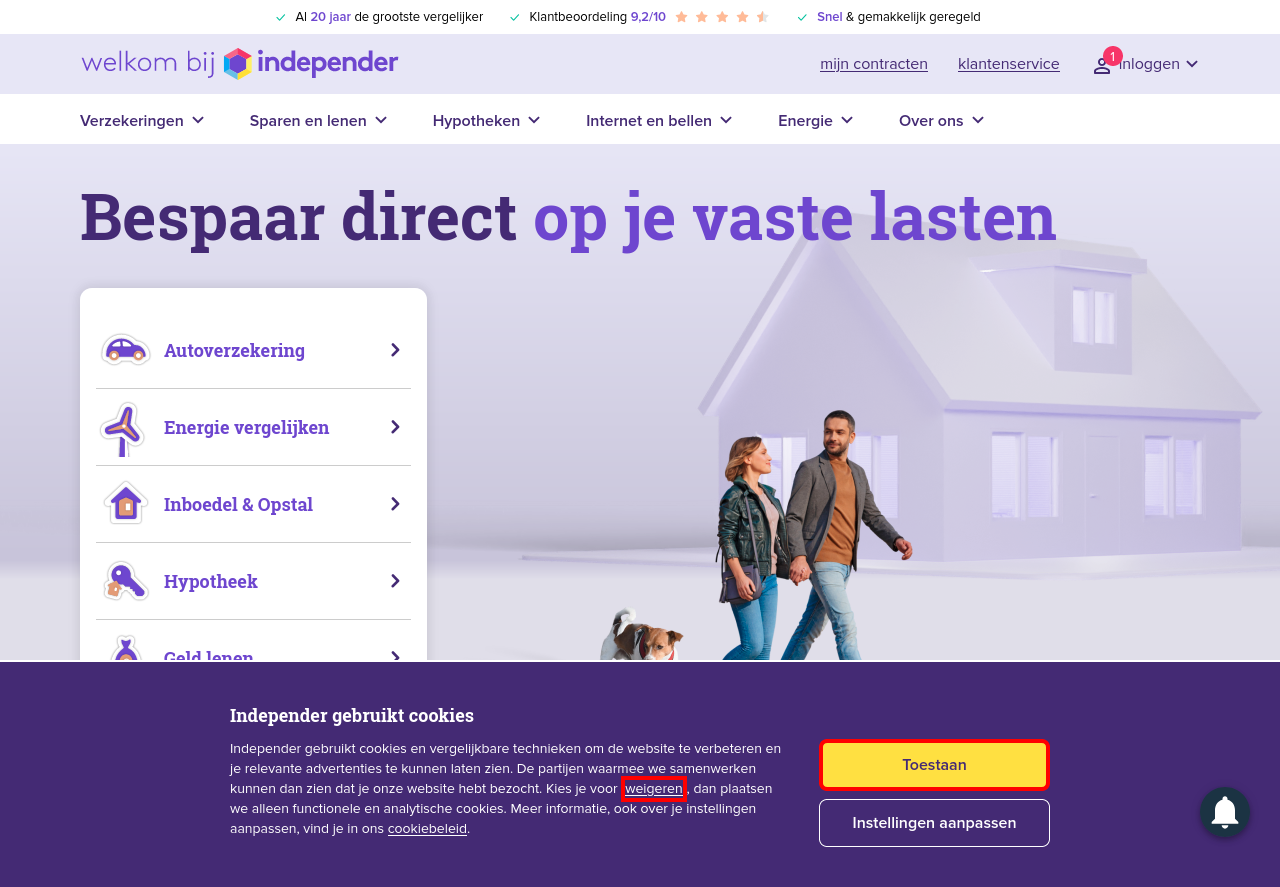 Al 20 jaar de grootste vergelijker
Klantbeoordeling 9,2/10
Snel & gemakkelijk geregeld
welkom bij independer
mijn contracten
klantenservice
1
Inloggen
Verzekeringen
Sparen en lenen
Hypotheken
Internet en bellen
Energie
Over ons
Bespaar direct op je vaste lasten
Autoverzekering
Energie vergelijken
Inboedel & Opstal
Hypotheek
Geld lenen
Independer gebruikt cookies
Independer gebruikt cookies en vergelijkbare technieken om de website te verbeteren en
je relevante advertenties te kunnen laten zien. De partijen waarmee we samenwerken
kunnen dan zien dat je onze website hebt bezocht. Kies je voor weigeren, dan plaatsen
we alleen functionele en analytische cookies. Meer informatie, ook over je instellingen
aanpassen, vind je in ons cookiebeleid.
Toestaan
Instellingen aanpassen